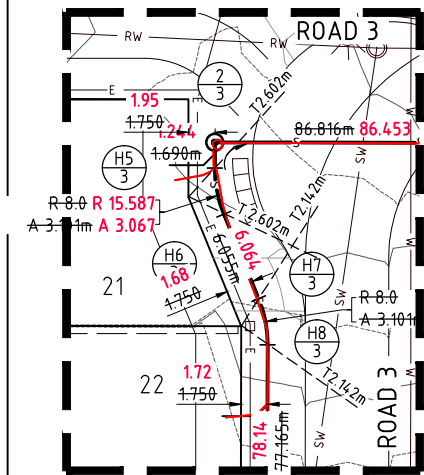 ROAD 3
RW
RW
2
3
E
1.95
1.750
E
T2.602m
1.244
86.816m 86.453
1.690m
H5
3
S
SW
W
R 8.0 R 15.587
A 3.101m A 3.067
S
T2.142m
T2.602m
E
6.055m
6.064
H6
1.68
1.750
H7
3
21
R 8.0
A 3.101m
SW
H8
3
1.72
22
1.750
E
T2.142m
78.14
77.165m
SW
ROAD 3
W